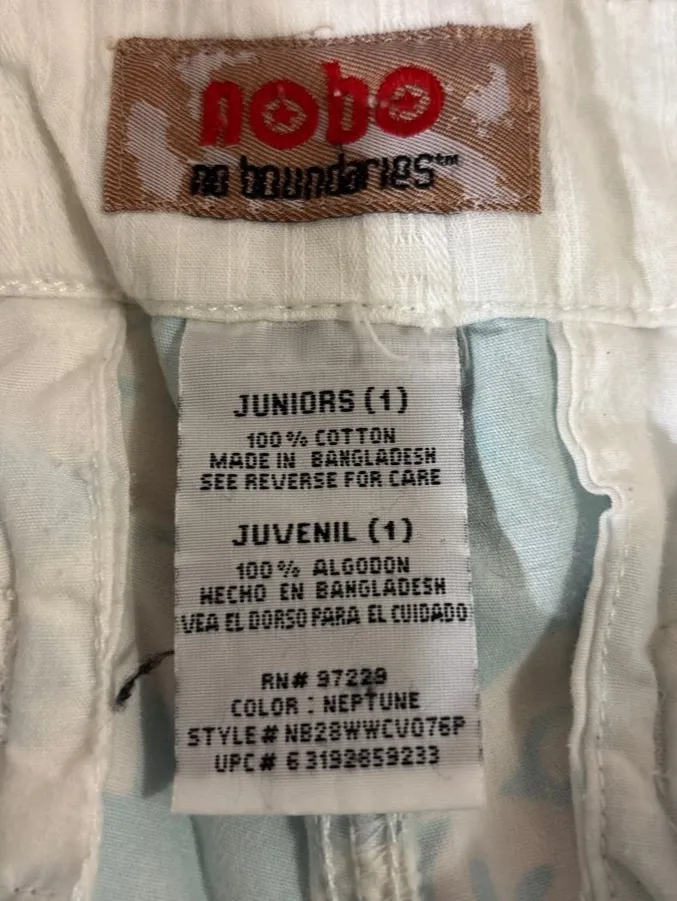 nobo
no boundaries™
JUNIORS (1)
100% COTTON
MADE IN BANGLADESH
SEE REVERSE FOR CARE
JUVENIL (1)
100% ALGODON
HECHO EN BANGLADESH
VEA EL DORSO PARA EL CUIDADO
RN# 97229
COLOR : NEPTUNE
STYLE# NB28WWCV076P
UPC# 63192859233